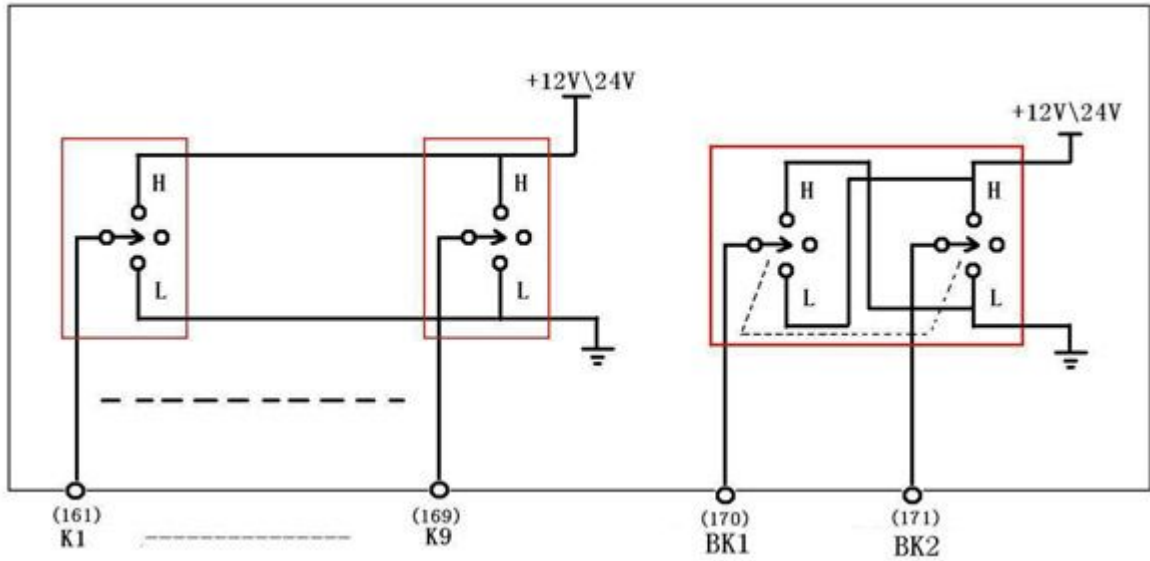 +12V\24V
+12V\24V
H
H
H
H
L
L
L
L
(161)
K1
(169)
K9
(170)
BK1
(171)
BK2